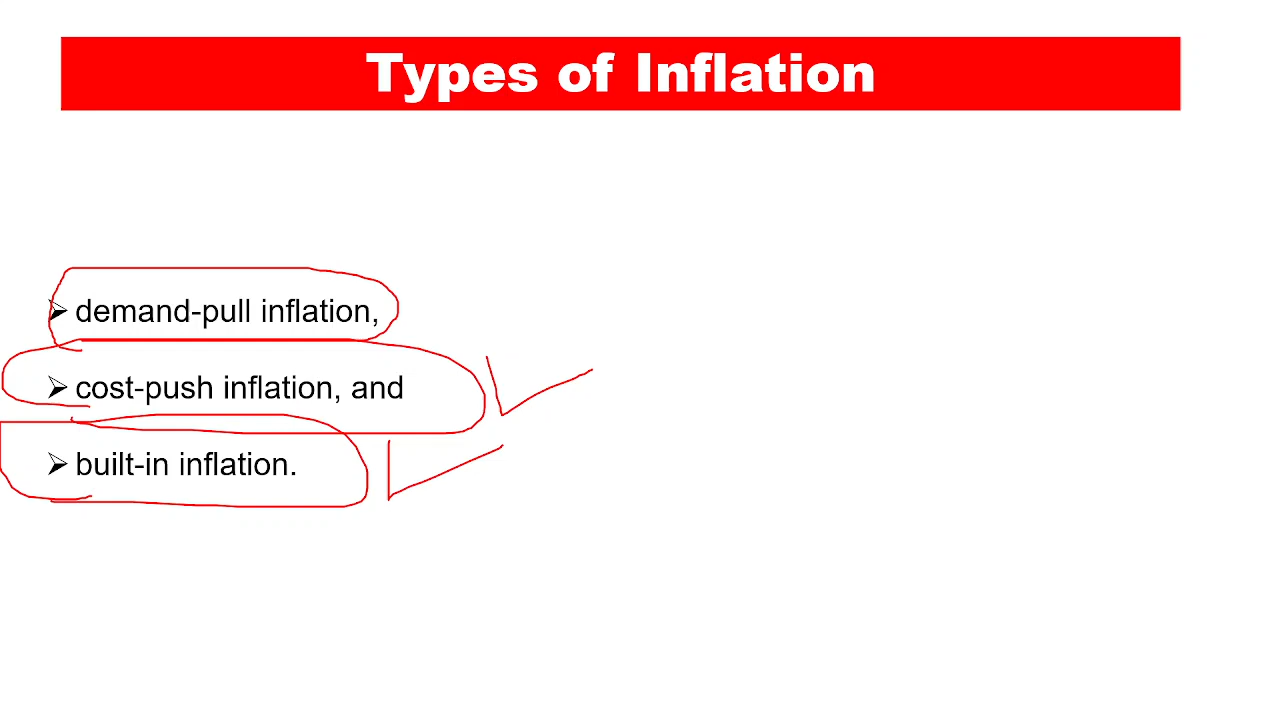 Types of Inflation
➢ demand-pull inflation,
➢ cost-push inflation, and
➢ built-in inflation.